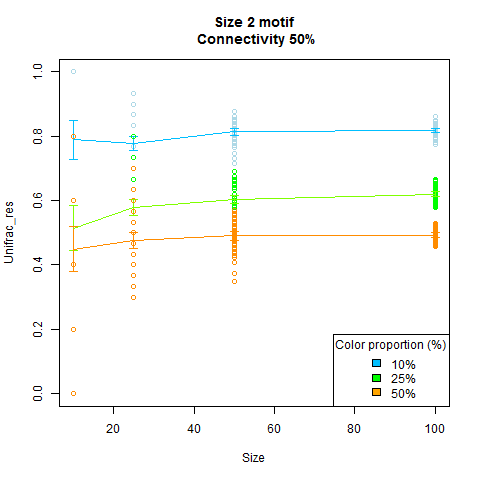 Size 2 motif
Connectivity 50%
Unifrac_res
1.0
0.8
0.6
0.4
0.2
0.0
Color proportion (%)
10%
25%
50%
20 40 60 80 100
Size